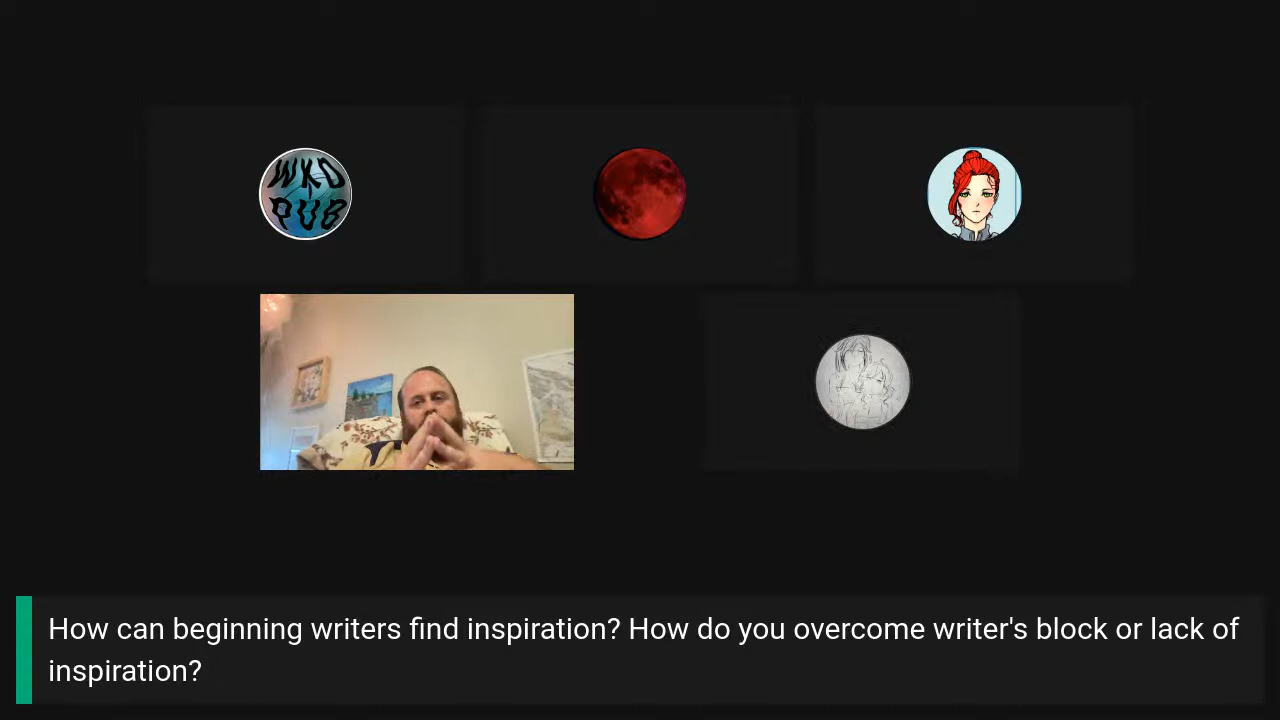 WKD
PUB
How can beginning writers find inspiration? How do you overcome writer's block or lack of
inspiration?